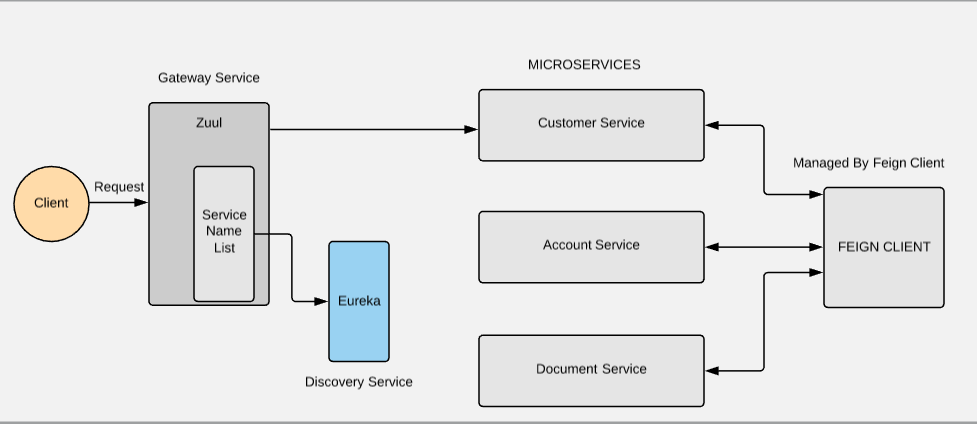 MICROSERVICES
Gateway Service
Zuul
Customer Service
Managed By Feign Client
Request
Client
Service
Name
List
Account Service
FEIGN CLIENT
Eureka
Document Service
Discovery Service